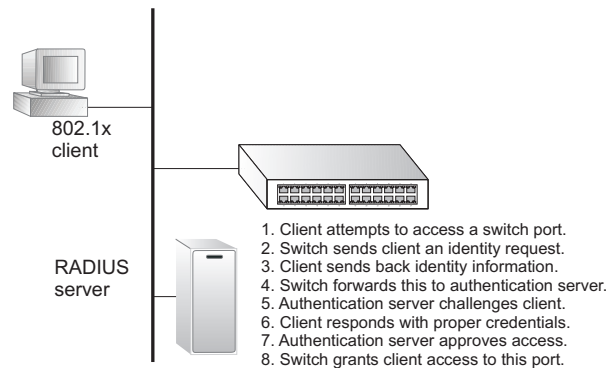 802.1x
client
RADIUS
server
1. Client attempts to access a switch port.
2. Switch sends client an identity request.
3. Client sends back identity information.
4. Switch forwards this to authentication server.
5. Authentication server challenges client.
6. Client responds with proper credentials.
7. Authentication server approves access.
8. Switch grants client access to this port.